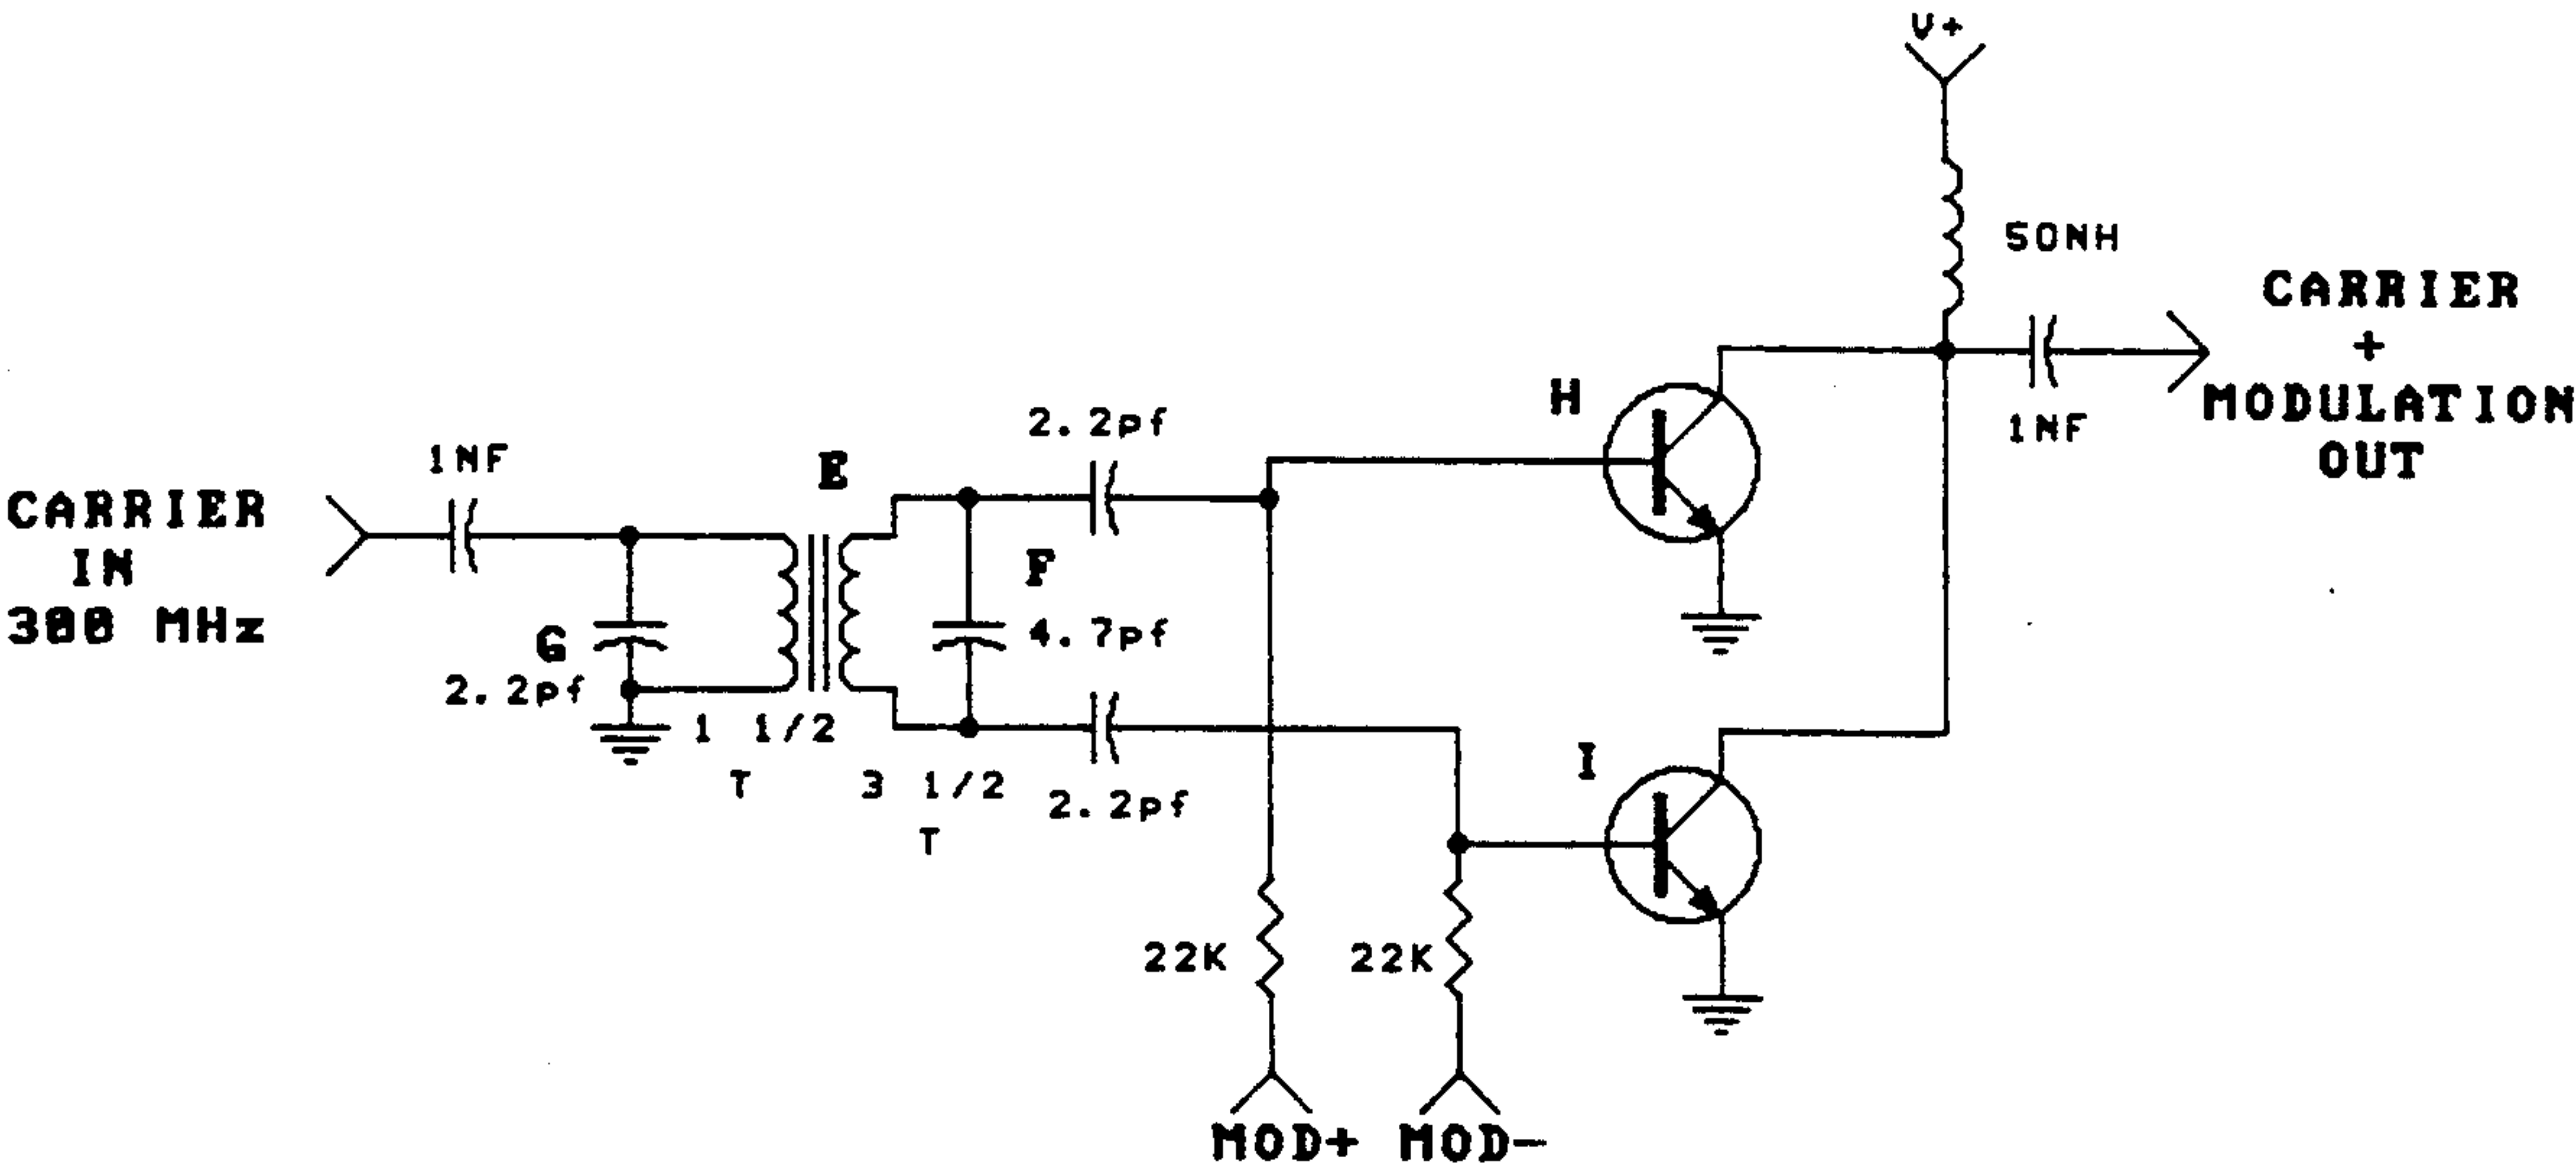 V+
50NH
CARRIER
+
MODULATION
OUT
1NF
H
2.2pf
1NF
E
CARRIER
IN
300 MHz
F
4.7pf
G
2.2pf
1 1/2
T
3 1/2
T
2.2pf
I
22K
22K
MOD+
MOD-